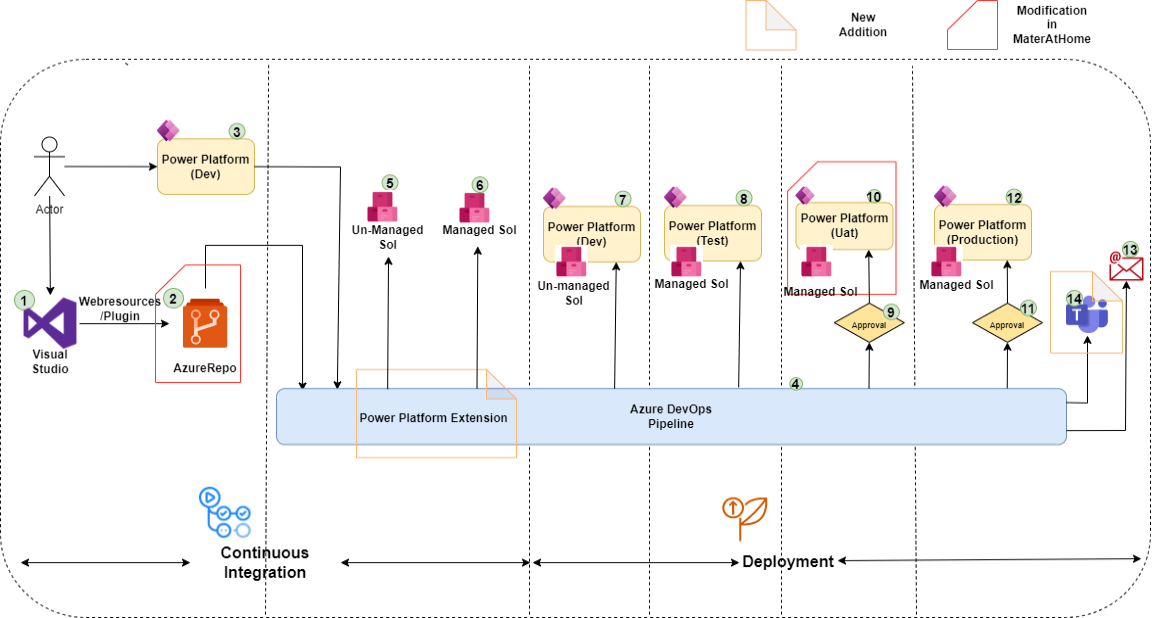 New
Addition
Modification
in
MaterAtHome
3
Power Platform
(Dev)
Actor
1
Webresources
/Plugin
2
Visual
Studio
AzureRepo
5
Un-Managed
Sol
6
Managed Sol
7
Power Platform
(Dev)
Un-managed
Sol
8
Power Platform
(Test)
Managed Sol
10
Power Platform
(Uat)
Managed Sol
9
Approval
12
Power Platform
(Production)
Managed Sol
11
Approval
13
@
14
T
4
Power Platform Extension
Azure DevOps
Pipeline
Continuous
Integration
Deployment